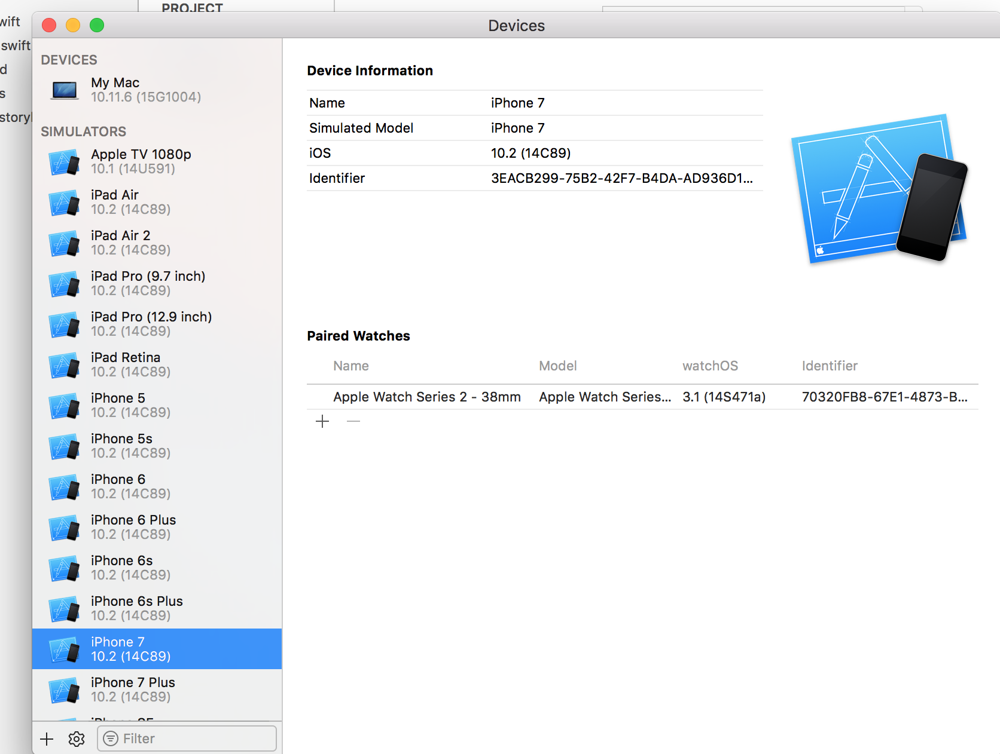 PROJECT
wift
swift
d
s
story
Devices
DEVICES
My Mac
10.11.6 (15G1004)
SIMULATORS
Apple TV 1080p
10.1 (14U591)
iPad Air
10.2 (14C89)
iPad Air 2
10.2 (14C89)
iPad Pro (9.7 inch)
10.2 (14C89)
iPad Pro (12.9 inch)
10.2 (14C89)
iPad Retina
10.2 (14C89)
iPhone 5
10.2 (14C89)
iPhone 5s
10.2 (14C89)
iPhone 6
10.2 (14C89)
iPhone 6 Plus
10.2 (14C89)
iPhone 6s
10.2 (14C89)
iPhone 6s Plus
10.2 (14C89)
iPhone 7
10.2 (14C89)
iPhone 7 Plus
10.2 (14C89)
Filter
Device Information
Name iPhone 7
Simulated Model iPhone 7
iOS 10.2 (14C89)
Identifier 3EACB299-75B2-42F7-B4DA-AD936D1...
Paired Watches
Name Model watchOS Identifier
Apple Watch Series 2 - 38mm Apple Watch Series... 3.1 (14S471a) 70320FB8-67E1-4873-B...